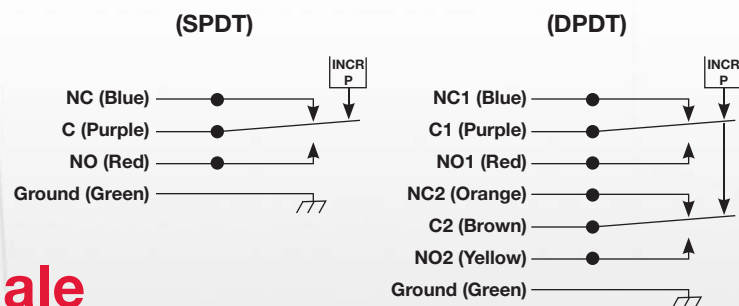 (SPDT)
INCR
P
NC (Blue)
C (Purple)
NO (Red)
Ground (Green)
(DPDT)
INCR
P
NC1 (Blue)
C1 (Purple)
NO1 (Red)
NC2 (Orange)
C2 (Brown)
NO2 (Yellow)
Ground (Green)
ale